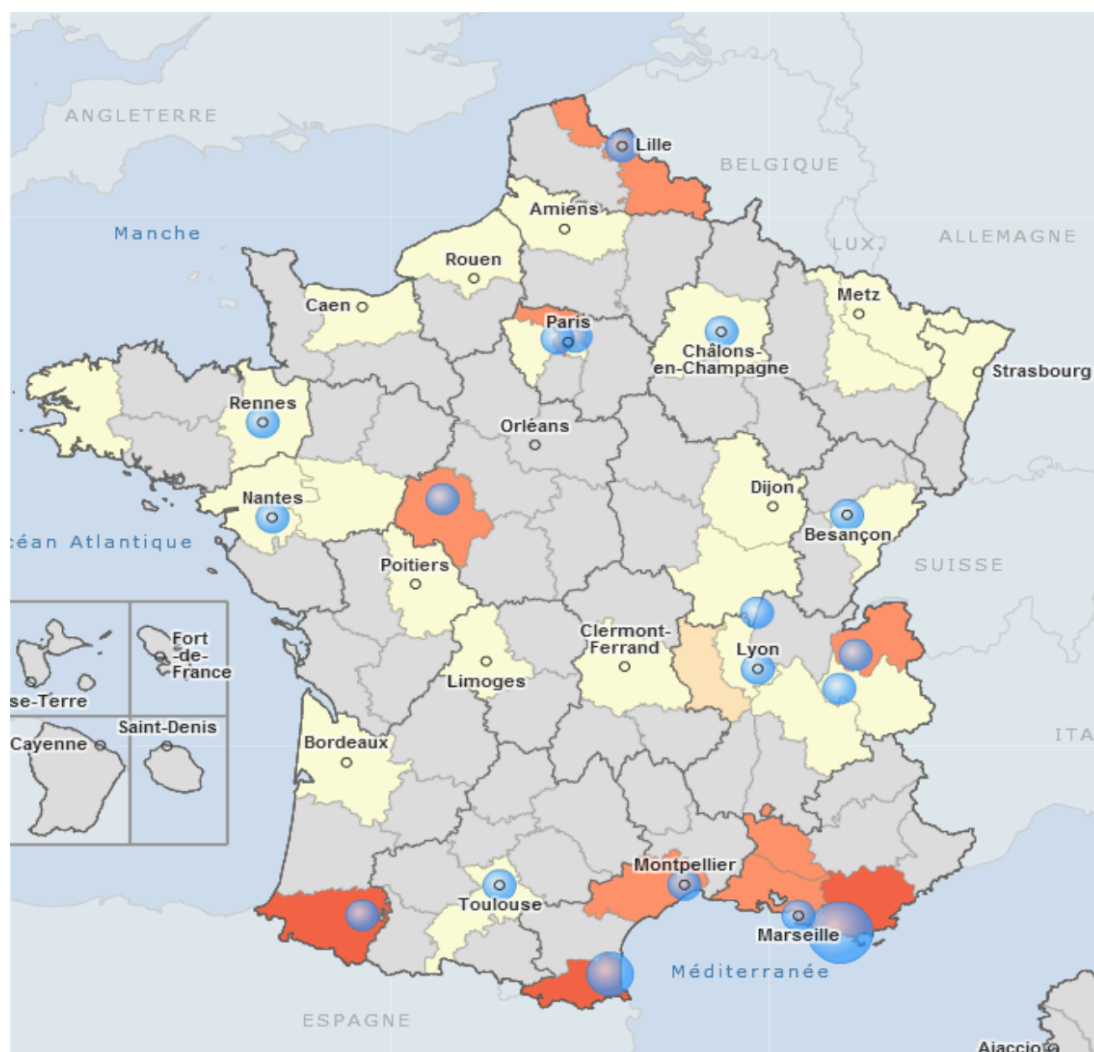 ANGLETERRE
Lille
BELGIQUE
Amiens
Manche
LUX.
ALLEMAGNE
Rouen
Metz
Caen
Paris
Châlons-
en-Champagne
Strasbourg
Rennes
Orléans
Dijon
Nantes
Besançon
céan Atlantique
Poitiers
SUISSE
Clermont-
Ferrand
Lyon
Limoges
Fort
-de-
France
se-Terre
Saint-Denis
Cayenne
Bordeaux
ITA
Montpellier
Toulouse
Marseille
Méditerranée
ESPAGNE
Ajaccio